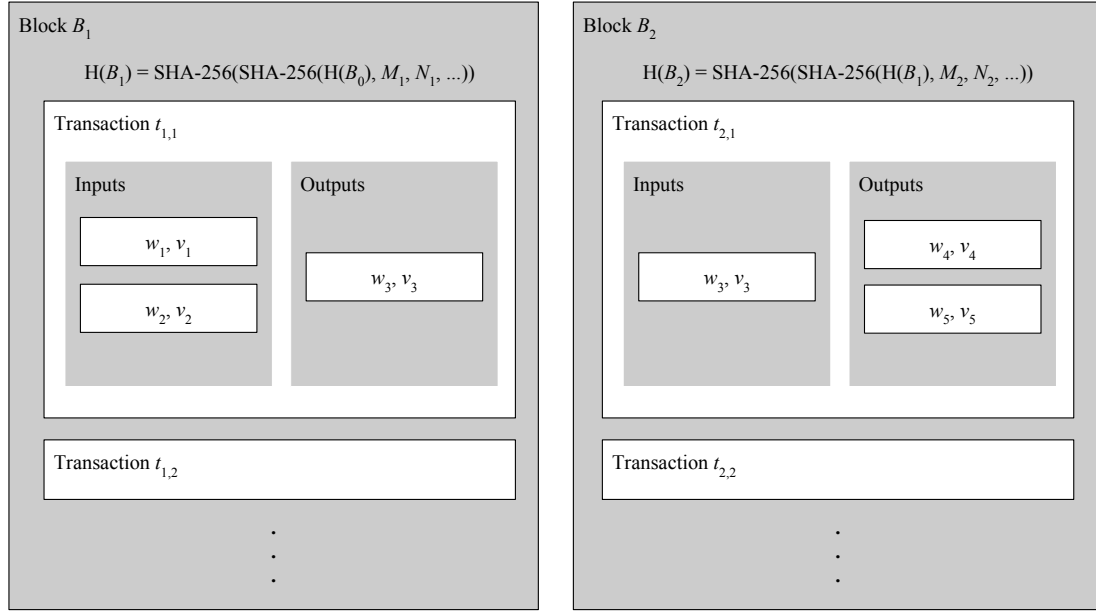 Block B₁
H(B₁) = SHA-256(SHA-256(H(B₀), M₁, N₁, ...))
Transaction t₁,₁
Inputs
w₁, v₁
w₂, v₂
Outputs
w₃, v₃
Transaction t₁,₂
.
.
.
Block B₂
H(B₂) = SHA-256(SHA-256(H(B₁), M₂, N₂, ...))
Transaction t₂,₁
Inputs
w₃, v₃
Outputs
w₄, v₄
w₅, v₅
Transaction t₂,₂
.
.
.